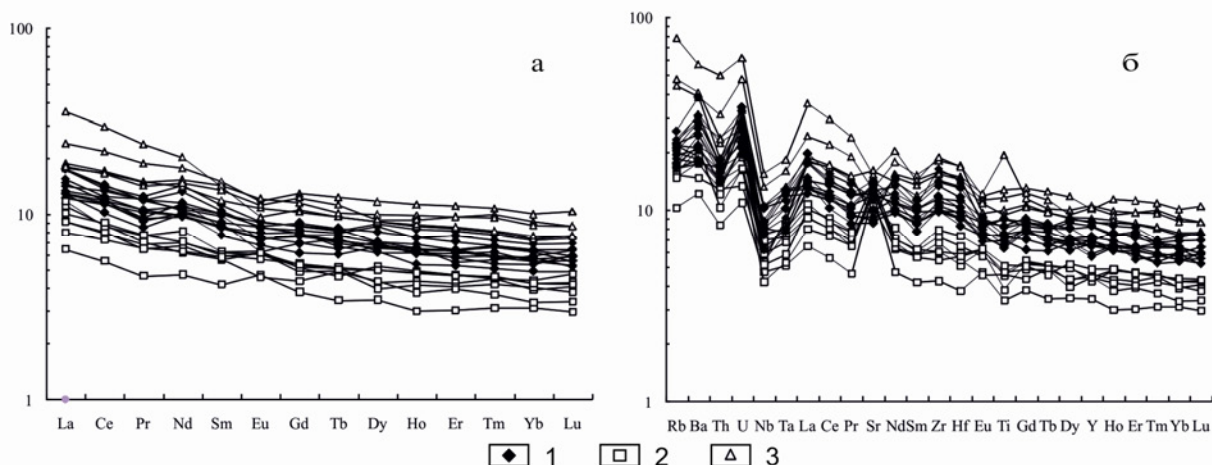 100
10
1
а
La Ce Pr Nd Sm Eu Gd Tb Dy Ho Er Tm Yb Lu
100
10
1
б
Rb Ba Th U Nb Ta La Ce Pr Sr Nd Sm Zr Hf Eu Ti Gd Tb Dy Y Ho Er Tm Yb Lu
1 2 3